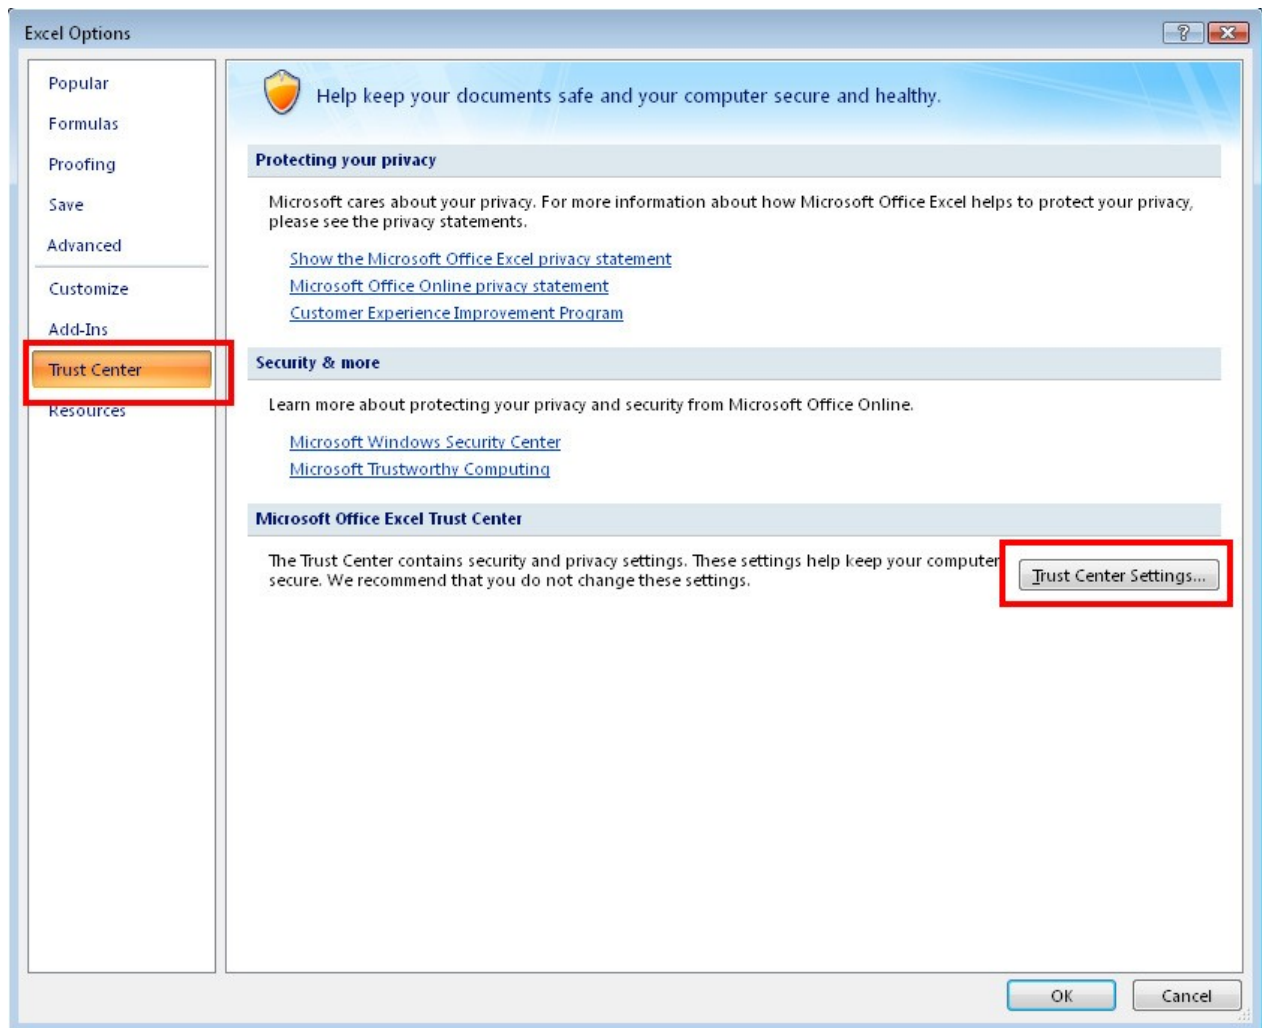 Excel Options
Popular
Formulas
Proofing
Save
Advanced
Customize
Add-Ins
Trust Center
Resources
Help keep your documents safe and your computer secure and healthy.
Protecting your privacy
Microsoft cares about your privacy. For more information about how Microsoft Office Excel helps to protect your privacy,
please see the privacy statements.
Show the Microsoft Office Excel privacy statement
Microsoft Office Online privacy statement
Customer Experience Improvement Program
Security & more
Learn more about protecting your privacy and security from Microsoft Office Online.
Microsoft Windows Security Center
Microsoft Trustworthy Computing
Microsoft Office Excel Trust Center
The Trust Center contains security and privacy settings. These settings help keep your computer
secure. We recommend that you do not change these settings.
Trust Center Settings...
OK
Cancel